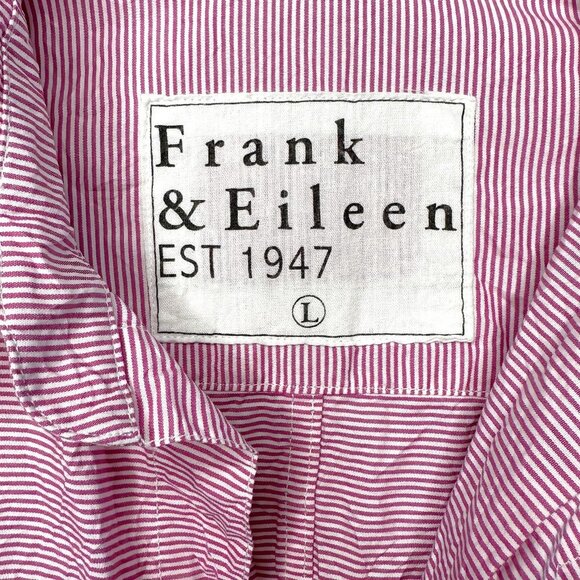 Frank
& Eileen
EST 1947
L